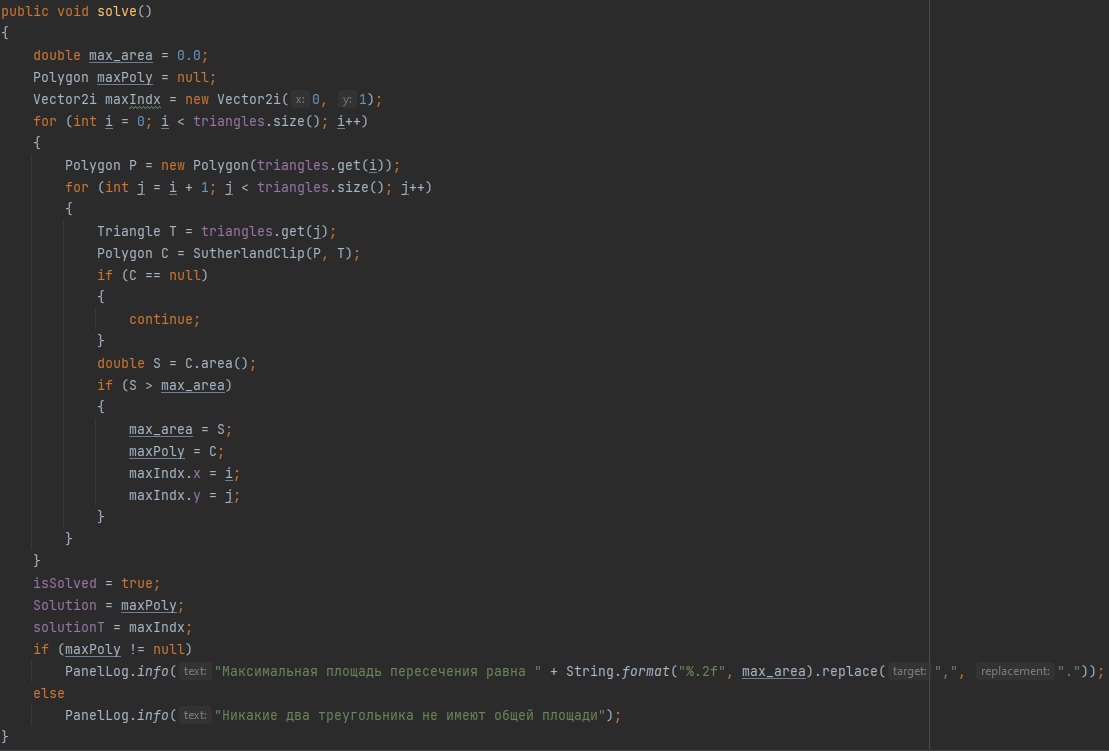 public void solve()
{
    double max_area = 0.0;
    Polygon maxPoly = null;
    Vector2i maxIndx = new Vector2i( x: 0,  y: 1);
    for (int i = 0; i < triangles.size(); i++)
    {
        Polygon P = new Polygon(triangles.get(i));
        for (int j = i + 1; j < triangles.size(); j++)
        {
            Triangle T = triangles.get(j);
            Polygon C = SutherlandClip(P, T);
            if (C == null)
            {
                continue;
            }
            double S = C.area();
            if (S > max_area)
            {
                max_area = S;
                maxPoly = C;
                maxIndx.x = i;
                maxIndx.y = j;
            }
        }
    }
    isSolved = true;
    Solution = maxPoly;
    solutionT = maxIndx;
    if (maxPoly != null)
        PanelLog.info( text: "Максимальная площадь пересечения равна " + String.format("%.2f", max_area).replace( target: ",",  replacement: "."));
    else
        PanelLog.info( text: "Никакие два треугольника не имеют общей площади");
}